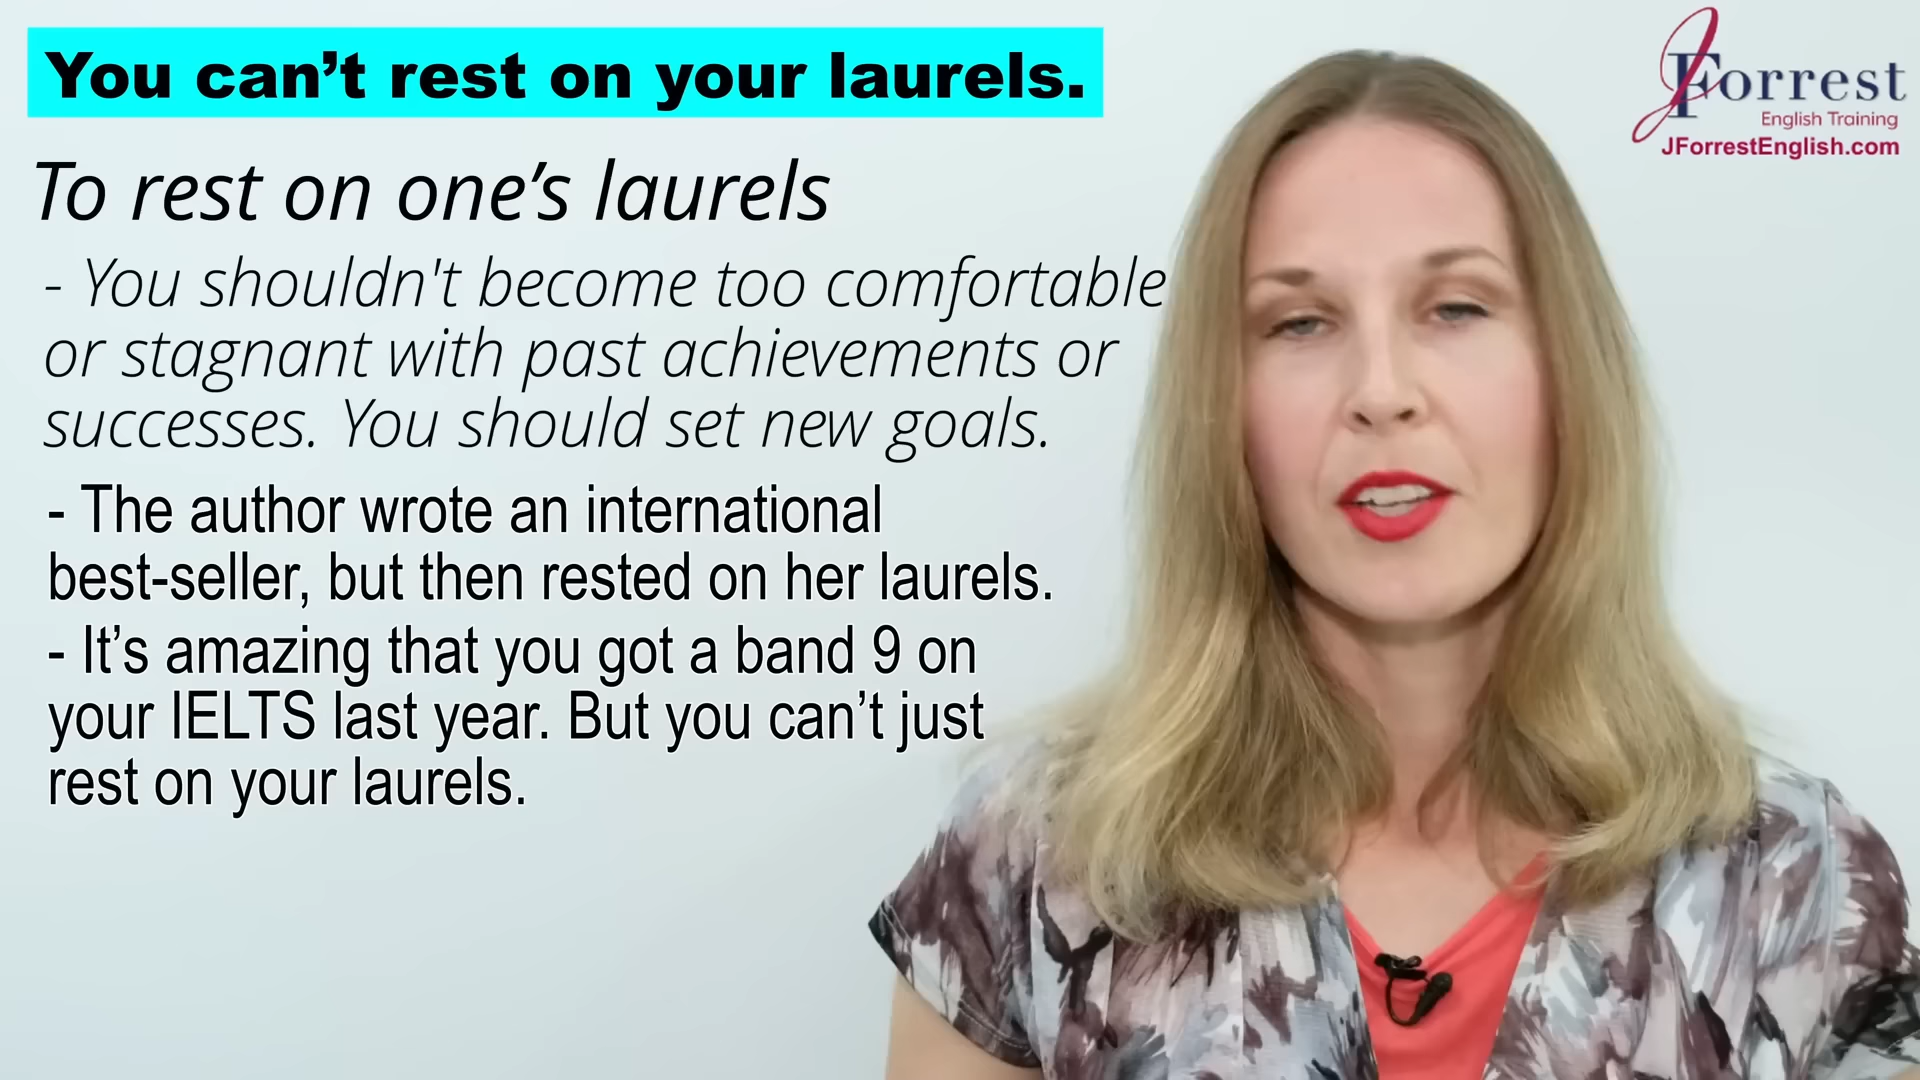 You can’t rest on your laurels.
To rest on one’s laurels
- You shouldn't become too comfortable
or stagnant with past achievements or
successes. You should set new goals.
- The author wrote an international
best-seller, but then rested on her laurels.
- It’s amazing that you got a band 9 on
your IELTS last year. But you can’t just
rest on your laurels.
JForrest
English Training
JForrestEnglish.com